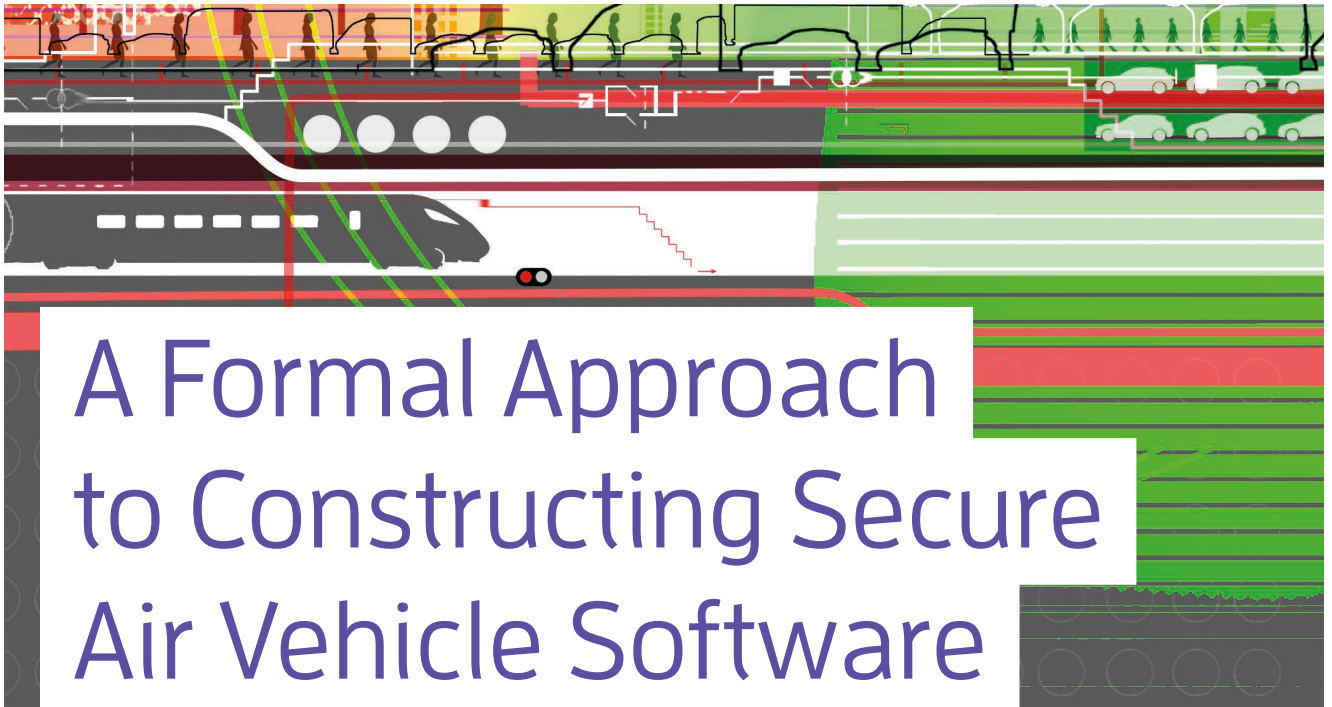 A Formal Approach
to Constructing Secure
Air Vehicle Software